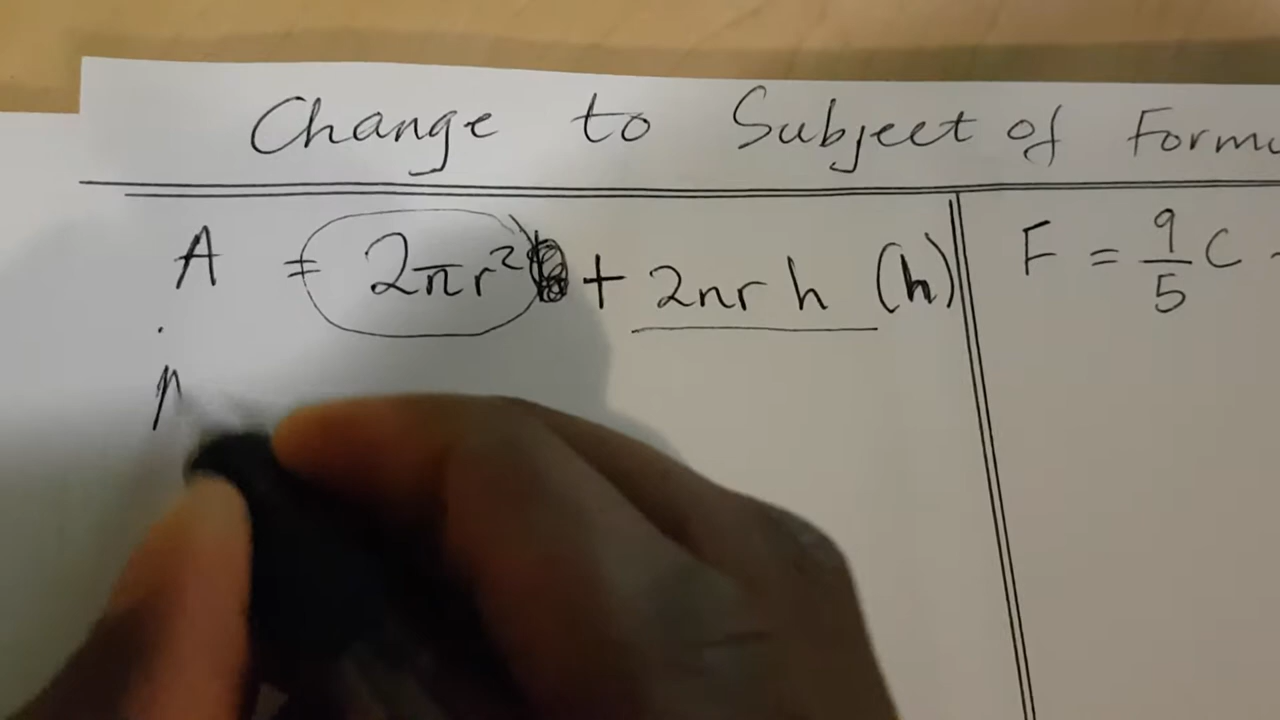 Change to Subject of Form
A = 2πr² + 2πr h (h)
F = 9/5 C